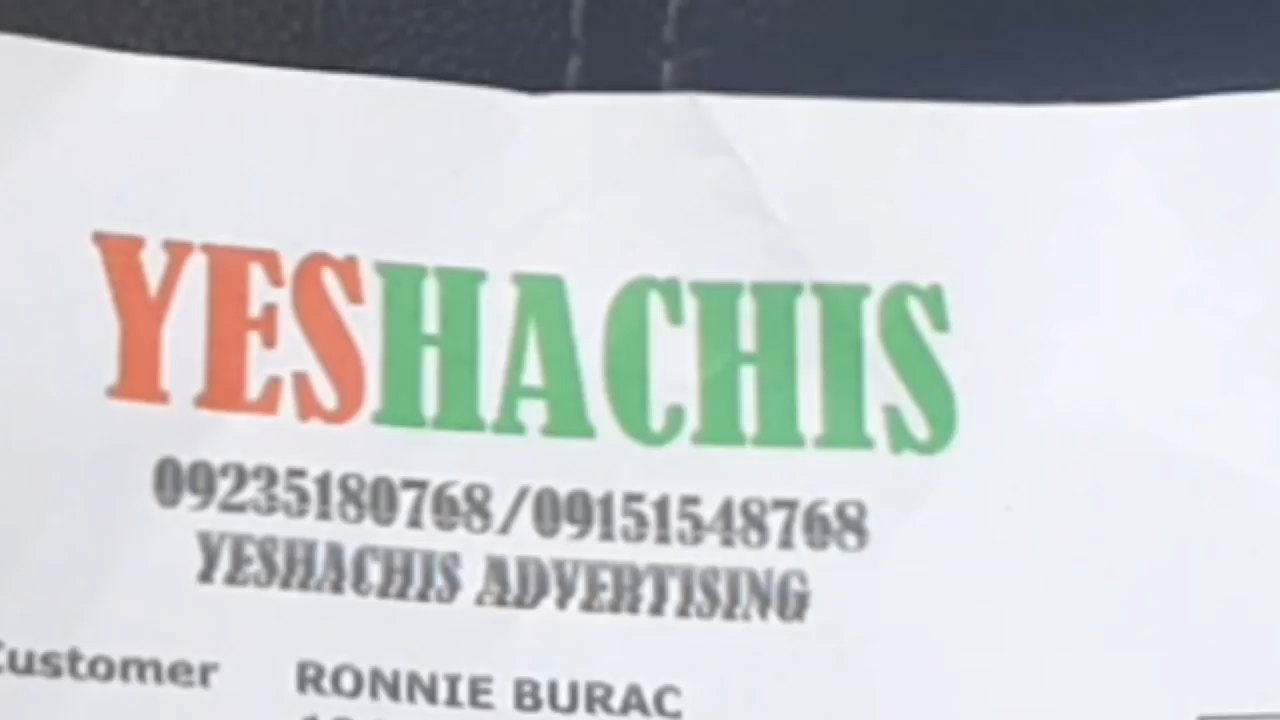 YESHACHIS
09235180768/09151548768
YESHACHIS ADVERTISING
Customer RONNIE BURAC